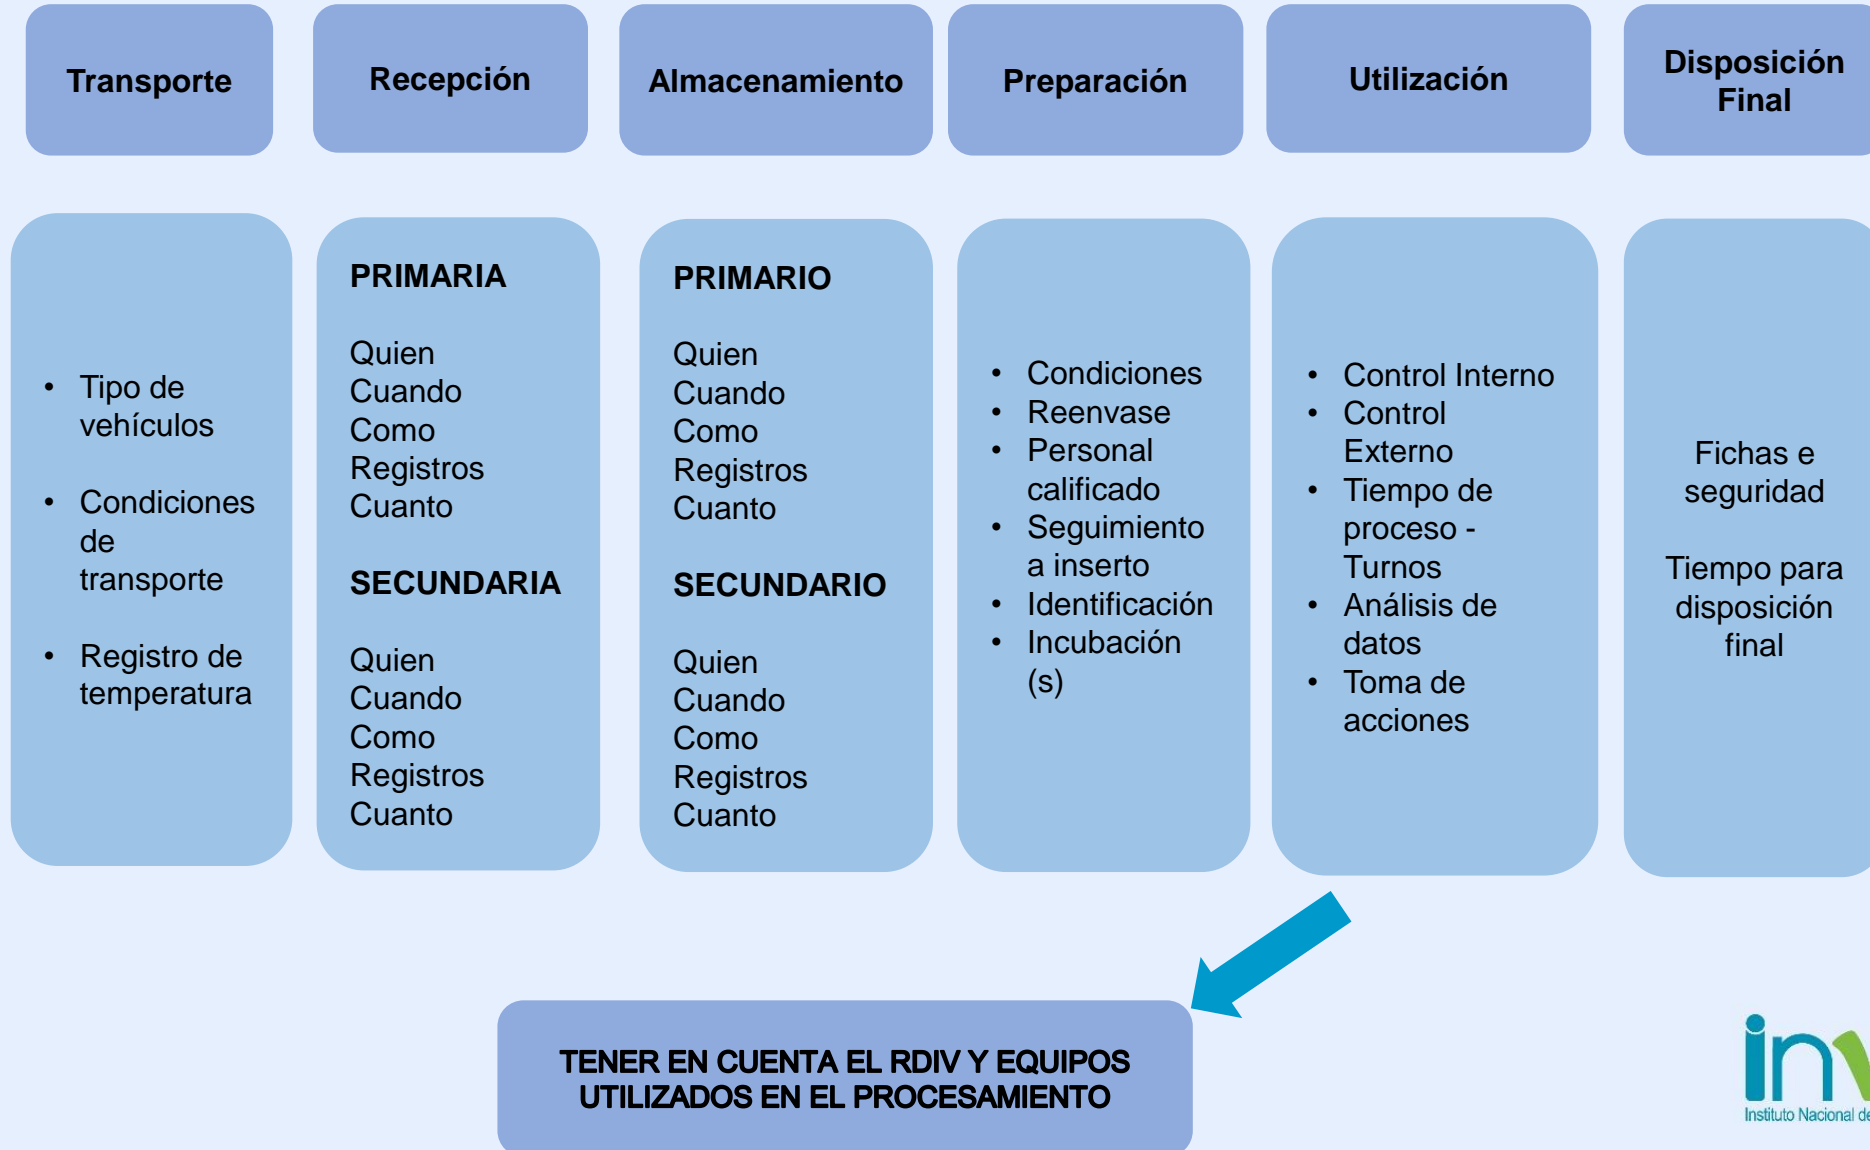 Transporte
Recepción
Almacenamiento
Preparación
Utilización
Disposición
Final
• Tipo de
vehículos
• Condiciones
de
transporte
• Registro de
temperatura
PRIMARIA
Quien
Cuando
Como
Registros
Cuanto
SECUNDARIA
Quien
Cuando
Como
Registros
Cuanto
PRIMARIO
Quien
Cuando
Como
Registros
Cuanto
SECUNDARIO
Quien
Cuando
Como
Registros
Cuanto
• Condiciones
• Reenvase
• Personal
calificado
• Seguimiento
a inserto
• Identificación
• Incubación
(s)
• Control Interno
• Control
Externo
• Tiempo de
proceso -
Turnos
• Análisis de
datos
• Toma de
acciones
Fichas e
seguridad
Tiempo para
disposición
final
TENER EN CUENTA EL RDIV Y EQUIPOS
UTILIZADOS EN EL PROCESAMIENTO
inv
Instituto Nacional de